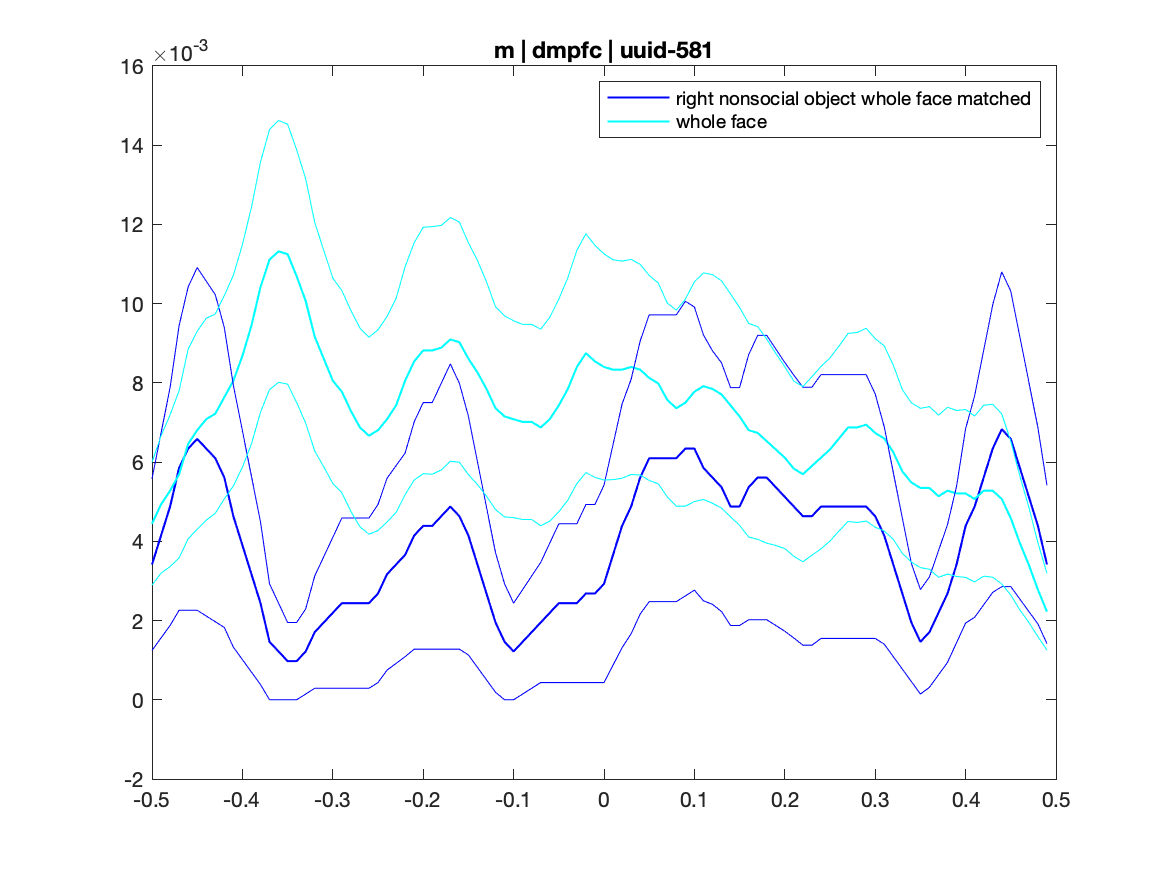 m | dmpfc | uuid-581
×10-3
right nonsocial object whole face matched
whole face
16
14
12
10
8
6
4
2
0
-2
-0.5 -0.4 -0.3 -0.2 -0.1 0 0.1 0.2 0.3 0.4 0.5